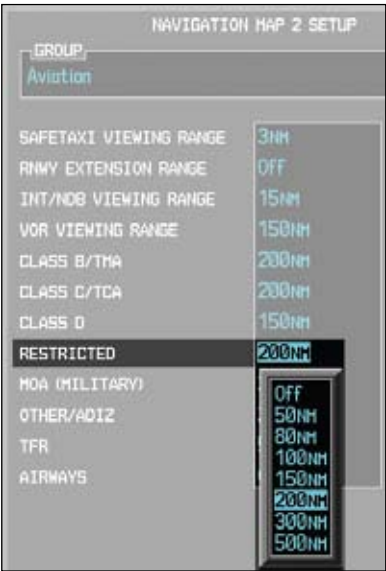 NAVIGATION MAP 2 SETUP
GROUP
Aviation
SAFETAXI VIEWING RANGE 3NM
RNWY EXTENSION RANGE Off
INT/NDB VIEWING RANGE 15NM
VOR VIEWING RANGE 150NM
CLASS B/TMA 200NM
CLASS C/TCA 200NM
CLASS D 150NM
RESTRICTED 200NM
MOA (MILITARY)
OTHER/ADIZ
TFR
AIRWAYS
Off
50NM
80NM
100NM
150NM
200NM
300NM
500NM